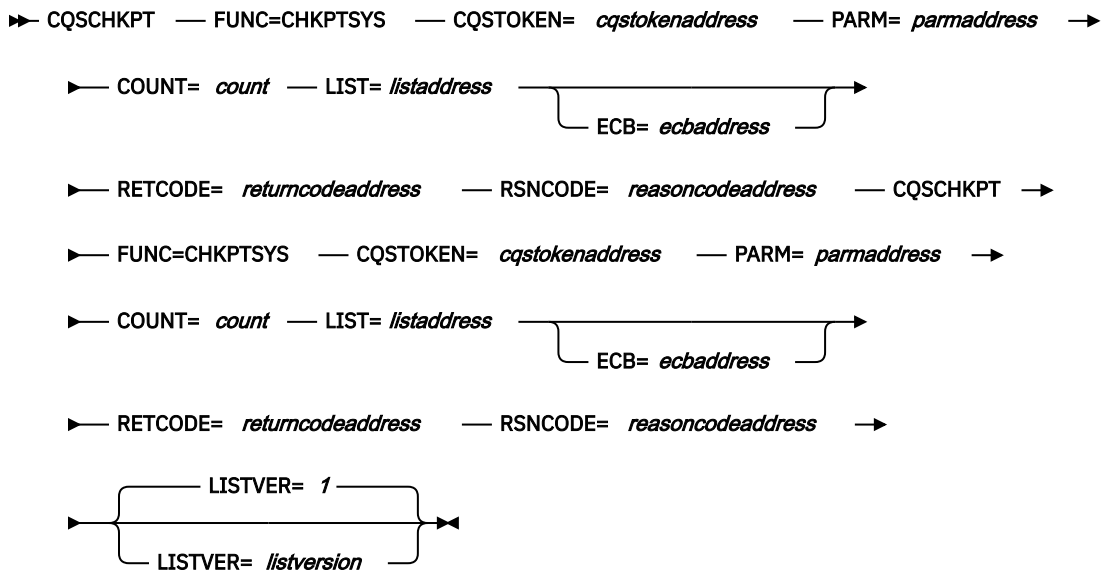 CQSCHKPT FUNC=CHKPTSYS CQSTOKEN= cqstokenaddress PARM= parmaddress
COUNT= count LIST= listaddress
ECB= ecbaddress
RETCODE= returncodeaddress RSNCODE= reasoncodeaddress CQSCHKPT
FUNC=CHKPTSYS CQSTOKEN= cqstokenaddress PARM= parmaddress
COUNT= count LIST= listaddress
ECB= ecbaddress
RETCODE= returncodeaddress RSNCODE= reasoncodeaddress
LISTVER= 1
LISTVER= listversion